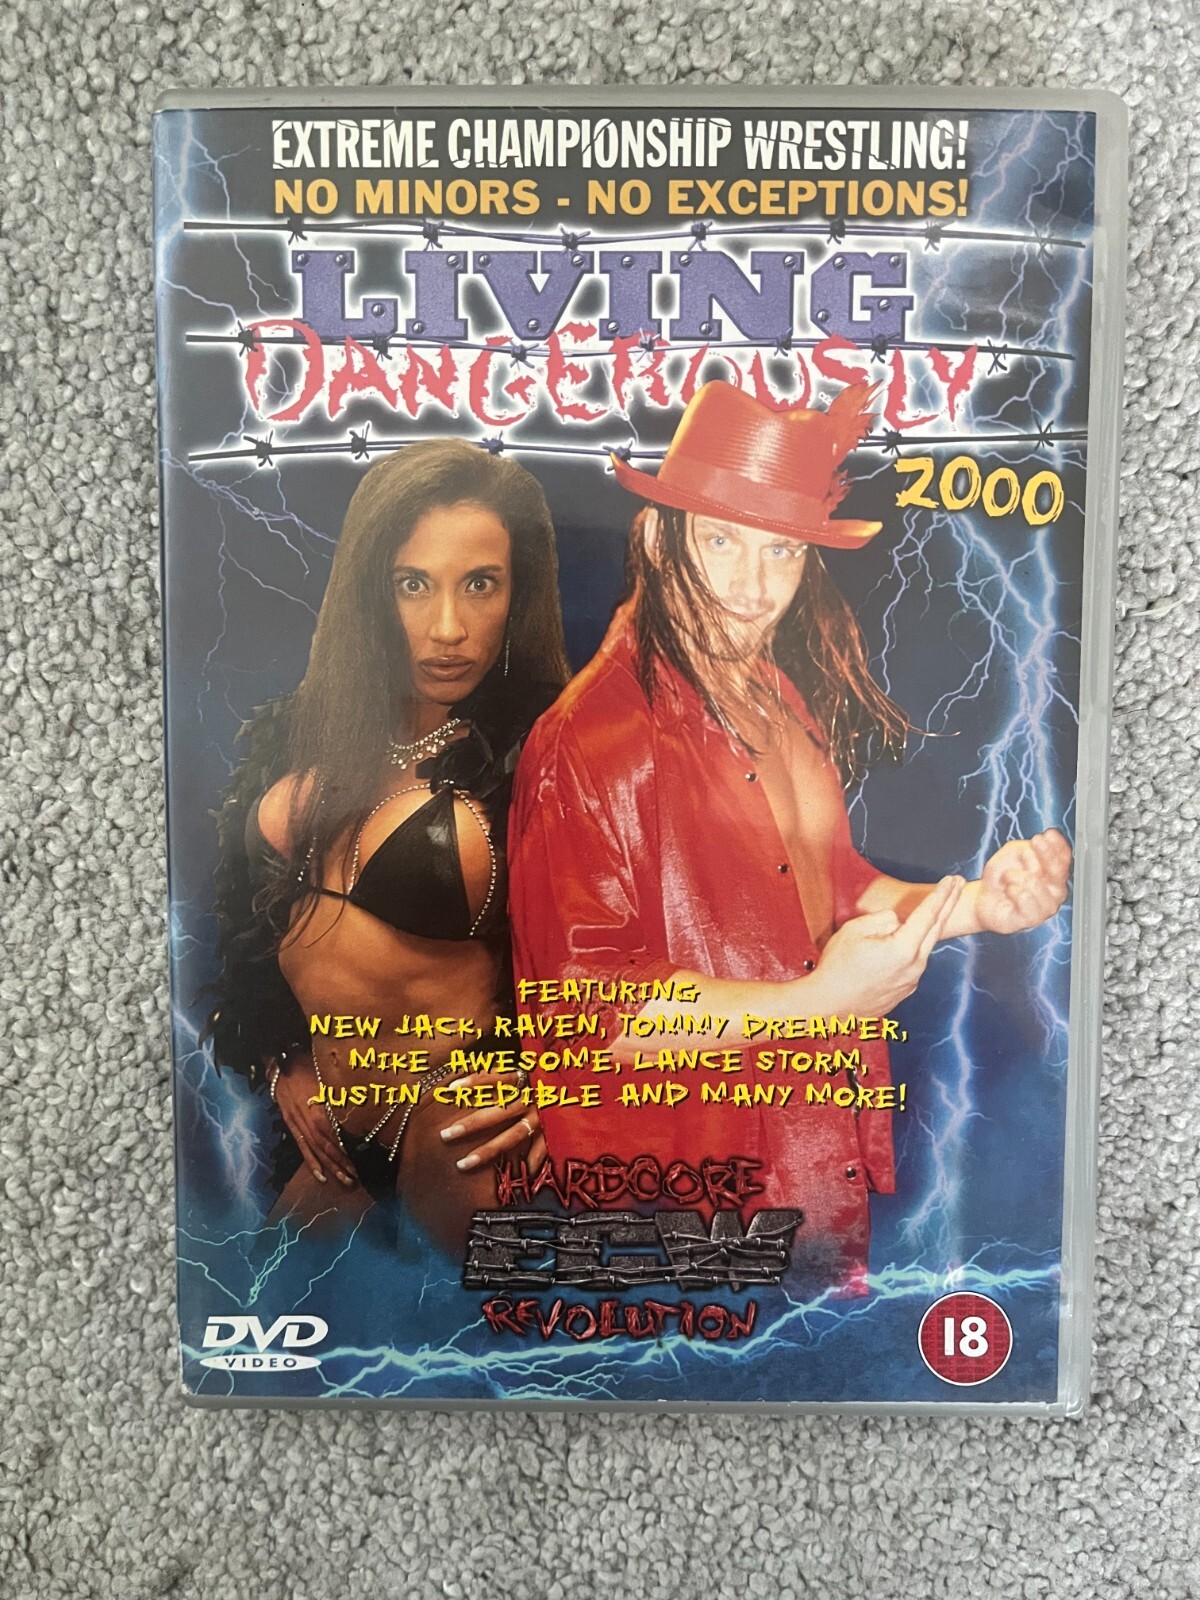 EXTREME CHAMPIONSHIP WRESTLING!
NO MINORS - NO EXCEPTIONS!
LIVING
DANGEROUSLY
2000
FEATURING
NEW JACK, RAVEN, TOMMY DREAMER,
MIKE AWESOME, LANCE STORM,
JUSTIN CREDIBLE AND MANY MORE!
HARDCORE
ECW
REVOLUTION
DVD
VIDEO
18